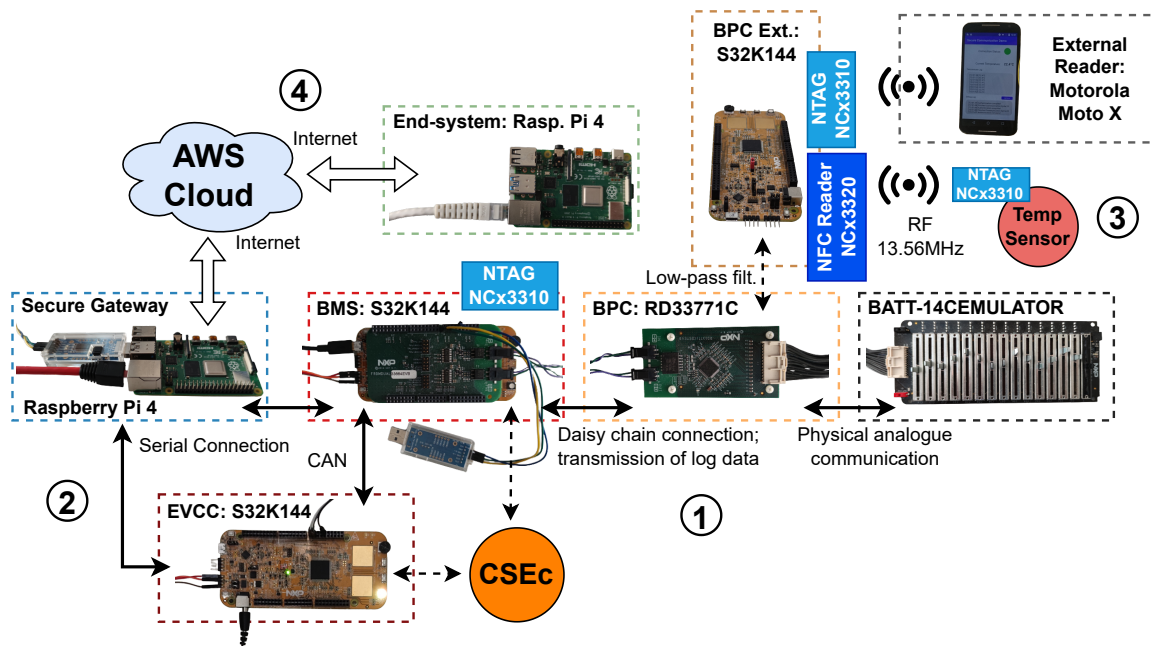 BPC Ext.:
S32K144
NTAG
NCx3310
External
Reader:
Motorola
Moto X
4
Internet
End-system: Rasp. Pi 4
AWS
Cloud
NFC Reader
NCx3320
NTAG
NCx3310
Temp
Sensor
3
RF
13.56MHz
Internet
Low-pass filt.
NTAG
NCx3310
Secure Gateway
BMS: S32K144
BPC: RD33771C
BATT-14CEMULATOR
NXP
NXP
Raspberry Pi 4
Serial Connection
CAN
Daisy chain connection;
transmission of log data
Physical analogue
communication
2
1
EVCC: S32K144
CSEc
NXP